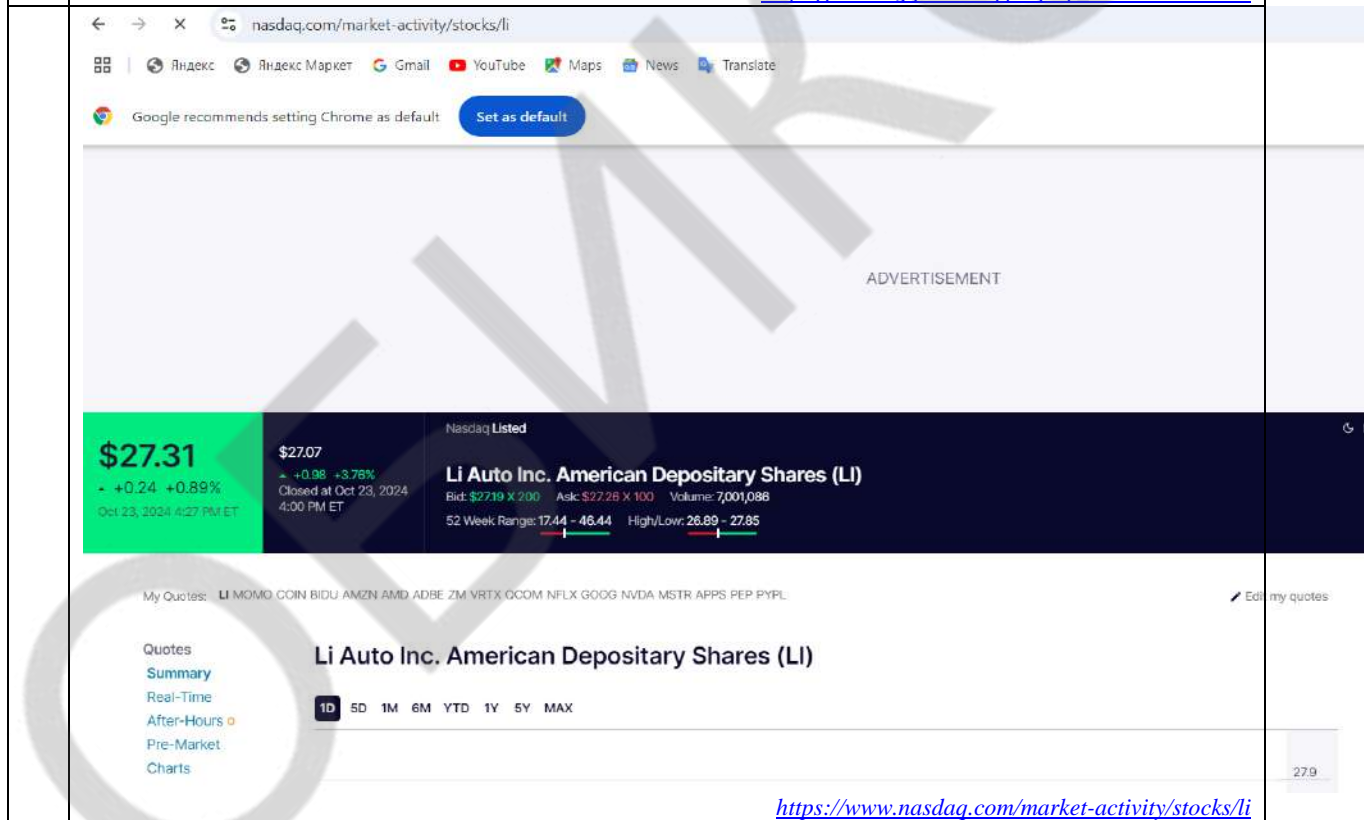 nasdaq.com/market-activity/stocks/li
Яндекс Яндекс Маркет Gmail YouTube Maps News Translate
Google recommends setting Chrome as default Set as default
ADVERTISEMENT
Nasdaq Listed
$27.31
+0.24 +0.89%
Oct 23, 2024 4:27 PM ET
$27.07
+0.98 +3.76%
Closed at Oct 23, 2024
4:00 PM ET
Li Auto Inc. American Depositary Shares (LI)
Bid: $27.19 X 200 Ask: $27.26 X 100 Volume: 7,001,086
52 Week Range: 17.44 - 46.44 High/Low: 26.89 - 27.85
My Quotes: LI MOMO COIN BIDU AMZN AMD ADBE ZM VRTX QCOM NFLX GOOG NVDA MSTR APPS PEP PYPL
Edit my quotes
Quotes
Summary
Real-Time
After-Hours
Pre-Market
Charts
Li Auto Inc. American Depositary Shares (LI)
1D 5D 1M 6M YTD 1Y 5Y MAX
27.9
https://www.nasdaq.com/market-activity/stocks/li